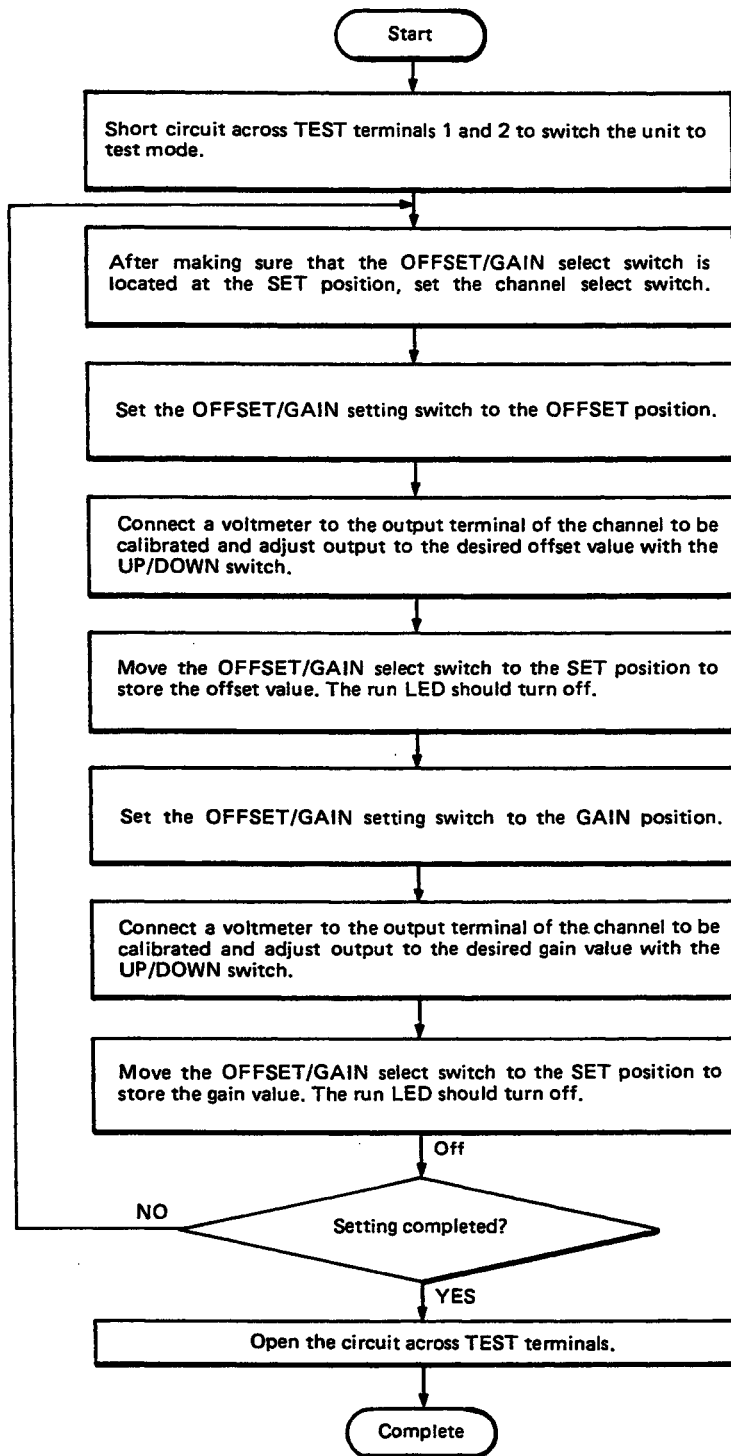 Start
Short circuit across TEST terminals 1 and 2 to switch the unit to
test mode.
After making sure that the OFFSET/GAIN select switch is
located at the SET position, set the channel select switch.
Set the OFFSET/GAIN setting switch to the OFFSET position.
Connect a voltmeter to the output terminal of the channel to be
calibrated and adjust output to the desired offset value with the
UP/DOWN switch.
Move the OFFSET/GAIN select switch to the SET position to
store the offset value. The run LED should turn off.
Set the OFFSET/GAIN setting switch to the GAIN position.
Connect a voltmeter to the output terminal of the channel to be
calibrated and adjust output to the desired gain value with the
UP/DOWN switch.
Move the OFFSET/GAIN select switch to the SET position to
store the gain value. The run LED should turn off.
Off
NO
Setting completed?
YES
Open the circuit across TEST terminals.
Complete